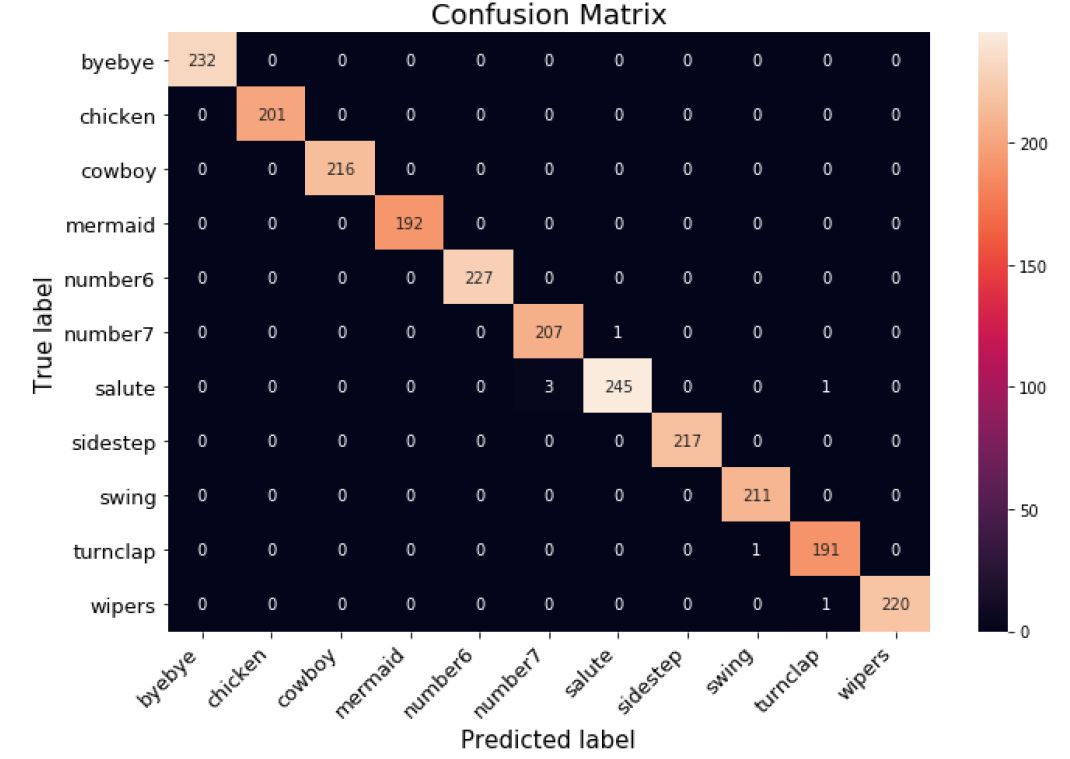 Confusion Matrix
byebye 232 0 0 0 0 0 0 0 0 0 0
chicken 0 201 0 0 0 0 0 0 0 0 0
cowboy 0 0 216 0 0 0 0 0 0 0 0
mermaid 0 0 0 192 0 0 0 0 0 0 0
number6 0 0 0 0 227 0 0 0 0 0 0
number7 0 0 0 0 0 207 1 0 0 0 0
salute 0 0 0 0 0 3 245 0 0 1 0
sidestep 0 0 0 0 0 0 0 217 0 0 0
swing 0 0 0 0 0 0 0 0 211 0 0
turnclap 0 0 0 0 0 0 0 0 1 191 0
wipers 0 0 0 0 0 0 0 0 0 1 220
True label
byebye chicken cowboy mermaid number6 number7 salute sidestep swing turnclap wipers
Predicted label
200
150
100
50
0